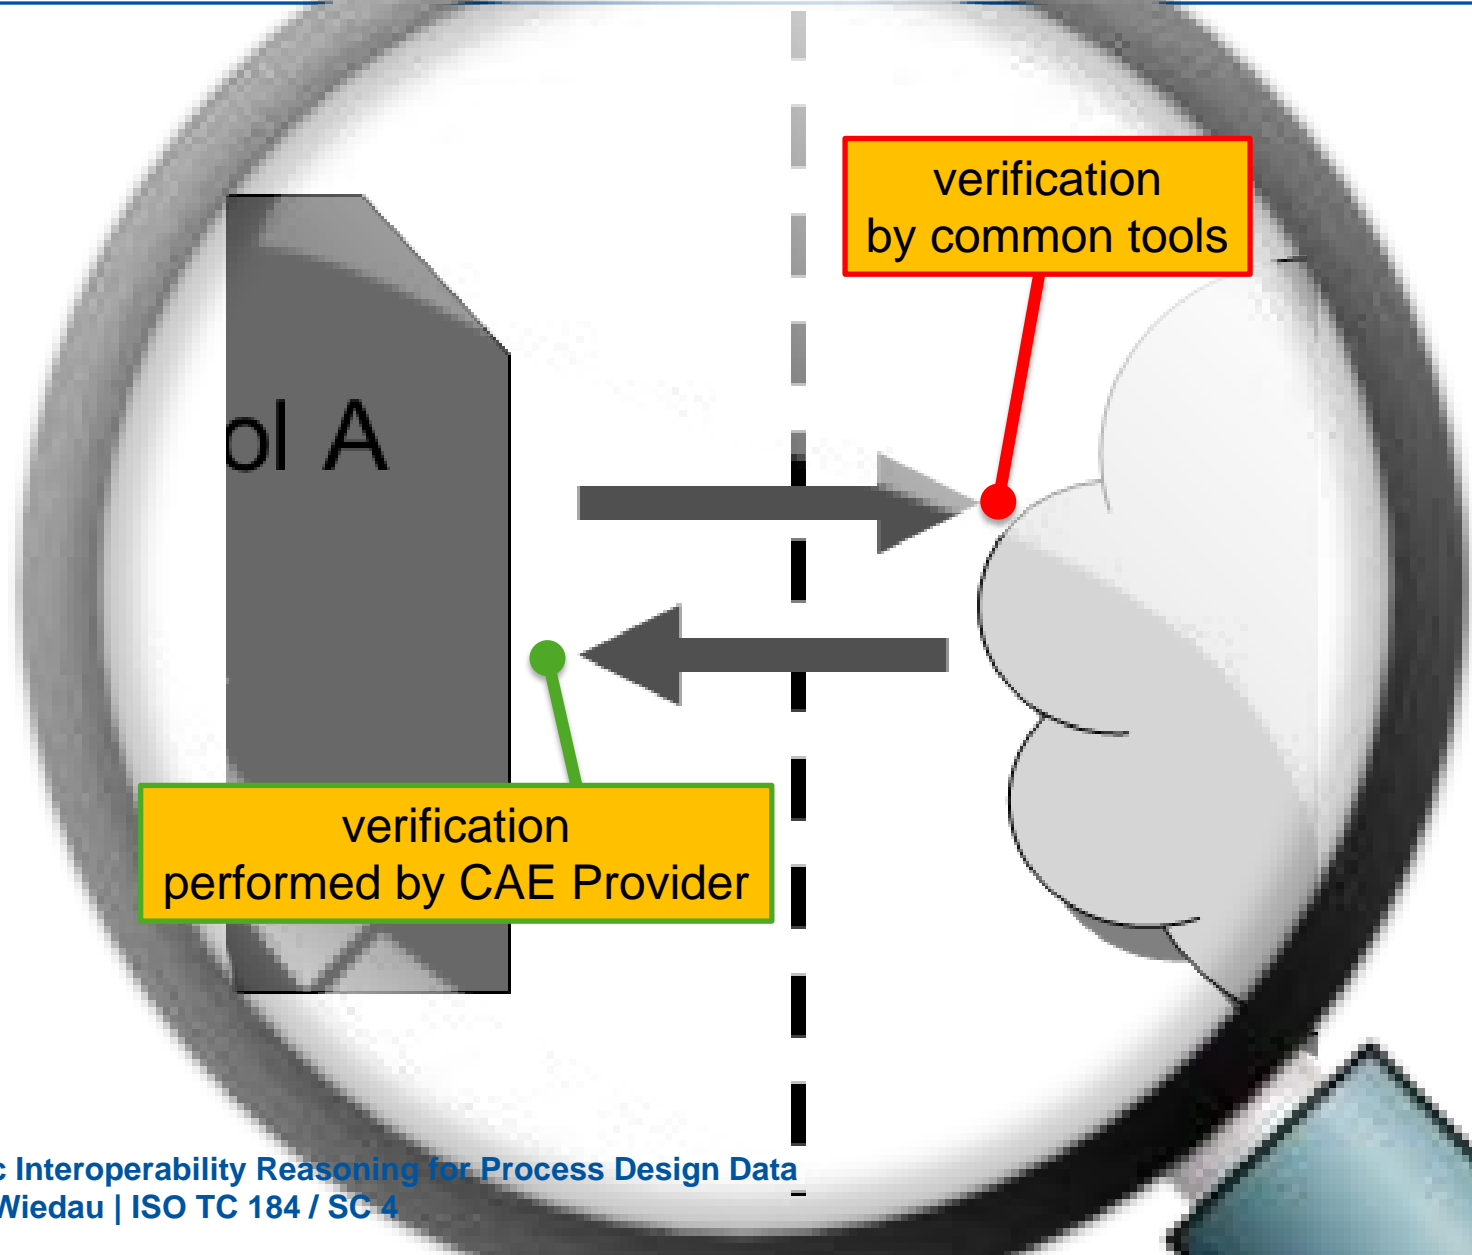 verification
by common tools
ol A
verification
performed by CAE Provider
c Interoperability Reasoning for Process Design Data
Wiedau | ISO TC 184 / SC 4